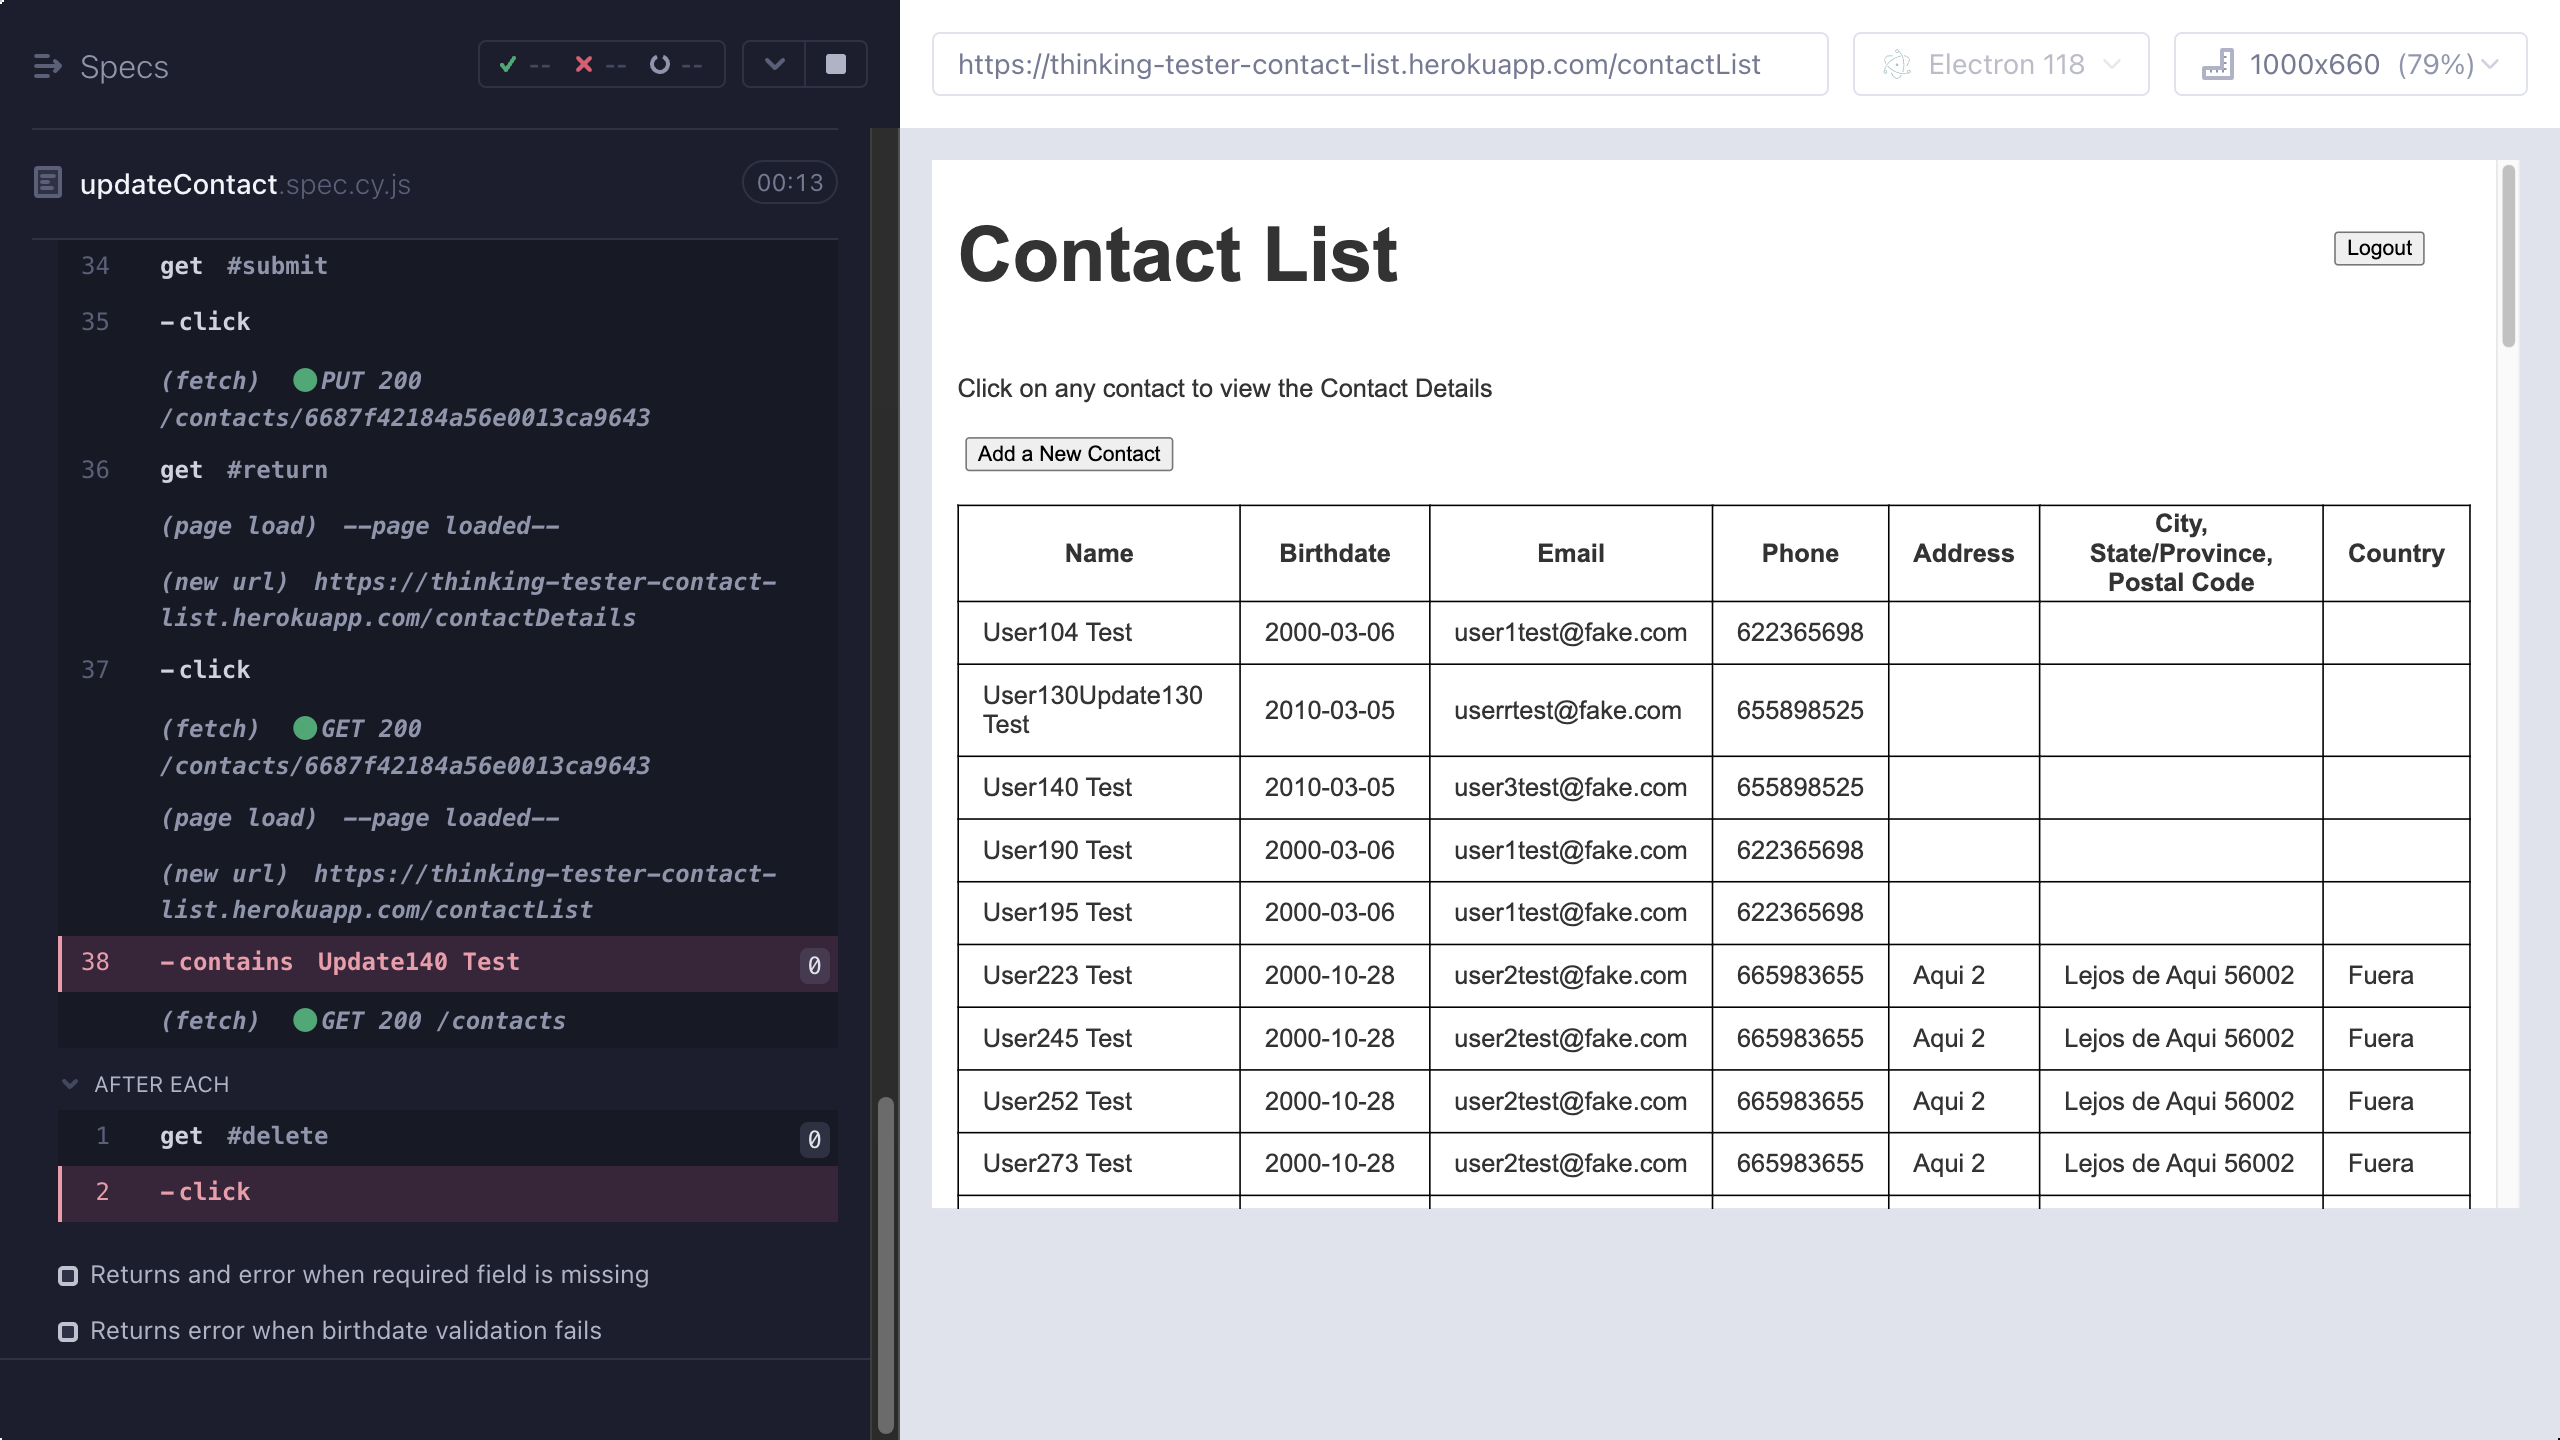 Specs
-- -- --
updateContact.spec.cy.js 00:13
34 get #submit
35 -click
(fetch) PUT 200
/contacts/6687f42184a56e0013ca9643
36 get #return
(page load) --page loaded--
(new url) https://thinking-tester-contact-
list.herokuapp.com/contactDetails
37 -click
(fetch) GET 200
/contacts/6687f42184a56e0013ca9643
(page load) --page loaded--
(new url) https://thinking-tester-contact-
list.herokuapp.com/contactList
38 -contains Update140 Test 0
(fetch) GET 200 /contacts
AFTER EACH
1 get #delete 0
2 -click
Returns and error when required field is missing
Returns error when birthdate validation fails
https://thinking-tester-contact-list.herokuapp.com/contactList Electron 118 1000x660 (79%)
Contact List
Logout
Click on any contact to view the Contact Details
Add a New Contact
Name Birthdate Email Phone Address City, State/Province, Postal Code Country
User104 Test 2000-03-06 user1test@fake.com 622365698
User130Update130 Test 2010-03-05 userrtest@fake.com 655898525
User140 Test 2010-03-05 user3test@fake.com 655898525
User190 Test 2000-03-06 user1test@fake.com 622365698
User195 Test 2000-03-06 user1test@fake.com 622365698
User223 Test 2000-10-28 user2test@fake.com 665983655 Aqui 2 Lejos de Aqui 56002 Fuera
User245 Test 2000-10-28 user2test@fake.com 665983655 Aqui 2 Lejos de Aqui 56002 Fuera
User252 Test 2000-10-28 user2test@fake.com 665983655 Aqui 2 Lejos de Aqui 56002 Fuera
User273 Test 2000-10-28 user2test@fake.com 665983655 Aqui 2 Lejos de Aqui 56002 Fuera